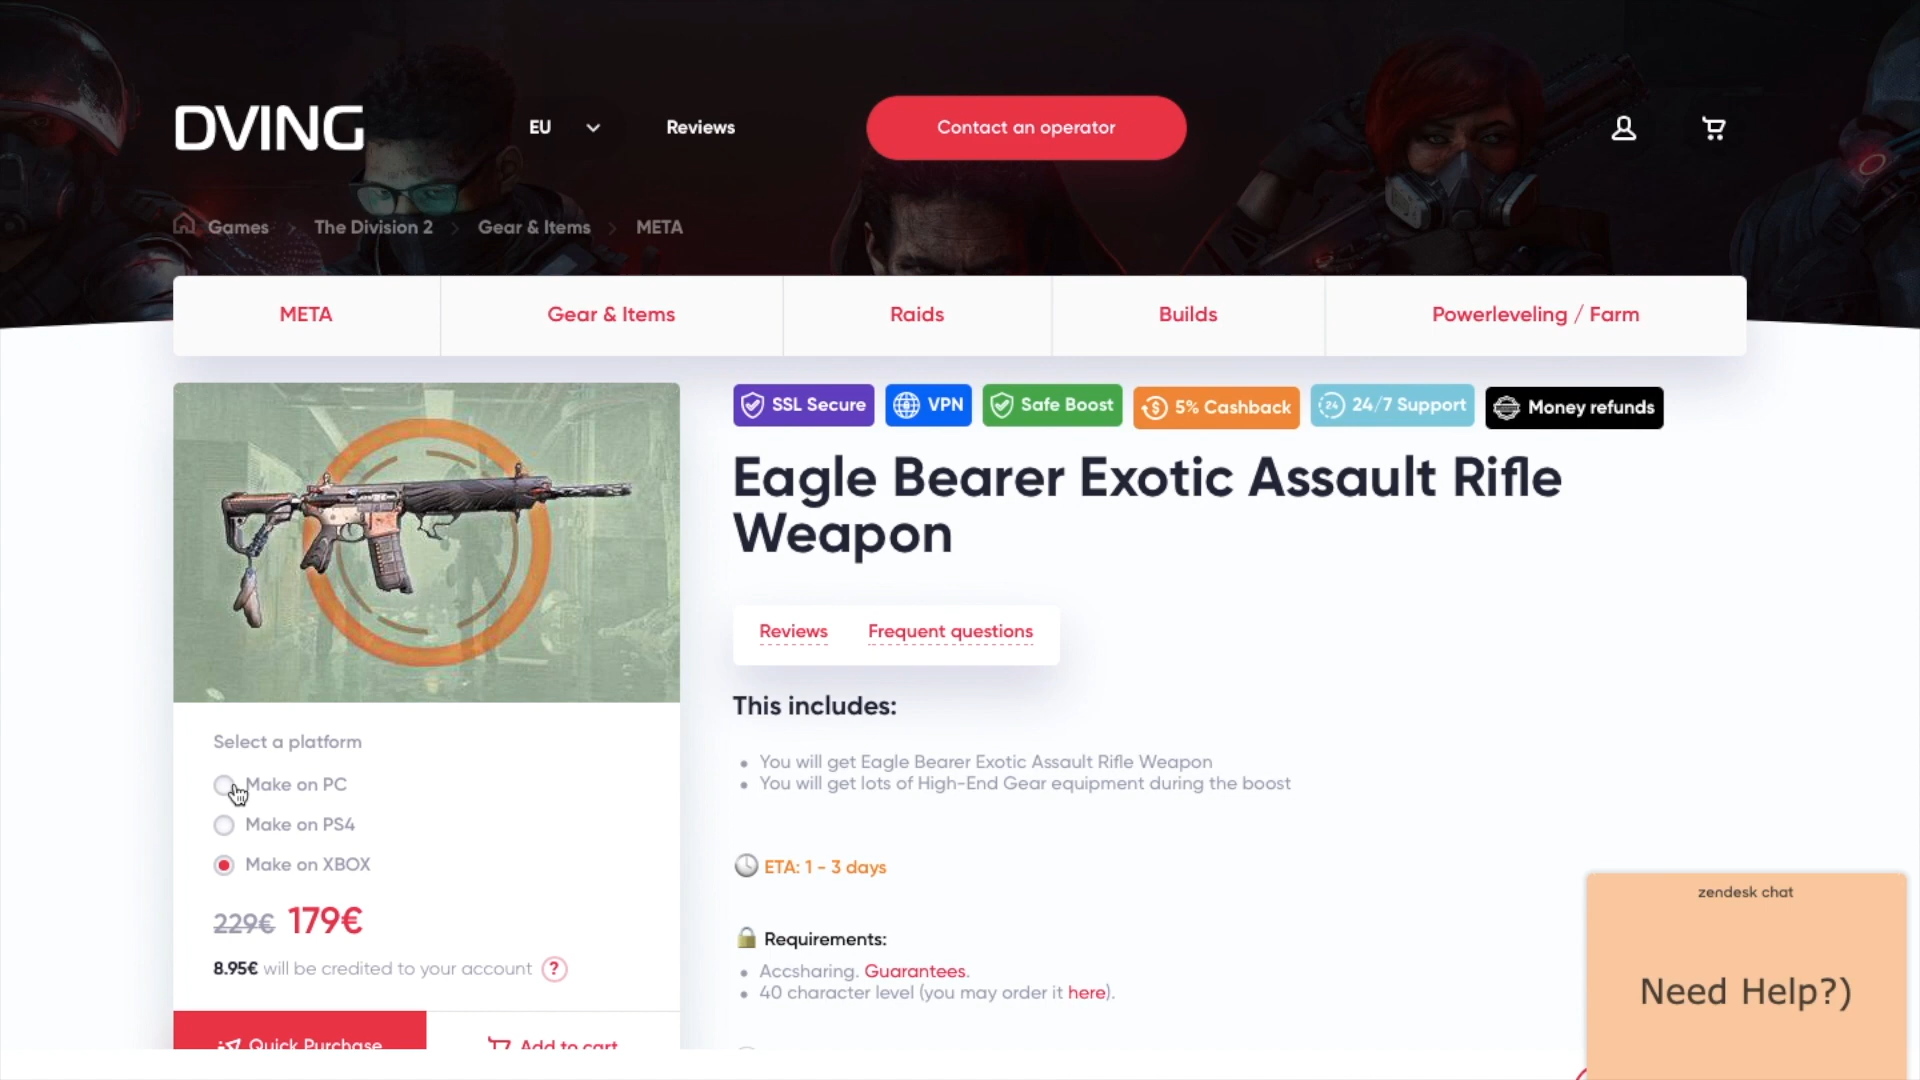 DVING
EU
Reviews
Contact an operator
Games
The Division 2
Gear & Items
META
META
Gear & Items
Raids
Builds
Powerleveling / Farm
SSL Secure
VPN
Safe Boost
5% Cashback
24/7 Support
Money refunds
Eagle Bearer Exotic Assault Rifle
Weapon
Reviews
Frequent questions
This includes:
You will get Eagle Bearer Exotic Assault Rifle Weapon
You will get lots of High-End Gear equipment during the boost
ETA: 1 - 3 days
Requirements:
Accsharing. Guarantees.
40 character level (you may order it here).
Select a platform
Make on PC
Make on PS4
Make on XBOX
229€ 179€
8.95€ will be credited to your account ?
Quick Purchase
Add to cart
zendesk chat
Need Help?)